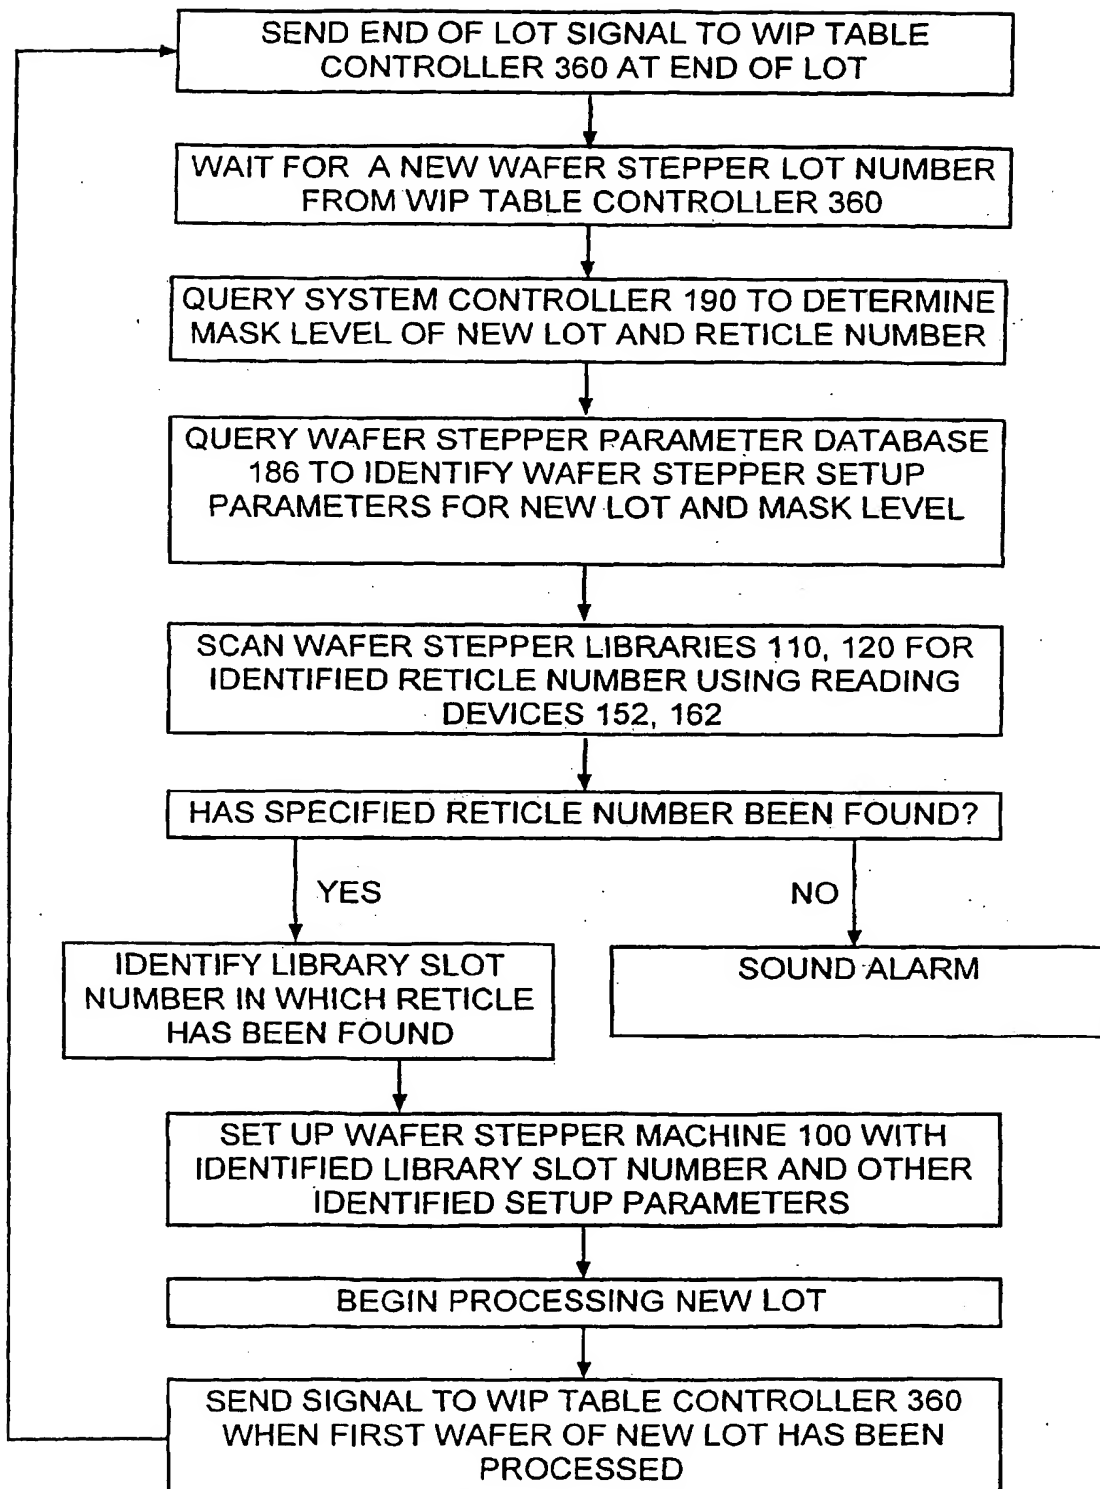 SEND END OF LOT SIGNAL TO WIP TABLE
CONTROLLER 360 AT END OF LOT
WAIT FOR A NEW WAFER STEPPER LOT NUMBER
FROM WIP TABLE CONTROLLER 360
QUERY SYSTEM CONTROLLER 190 TO DETERMINE
MASK LEVEL OF NEW LOT AND RETICLE NUMBER
QUERY WAFER STEPPER PARAMETER DATABASE
186 TO IDENTIFY WAFER STEPPER SETUP
PARAMETERS FOR NEW LOT AND MASK LEVEL
SCAN WAFER STEPPER LIBRARIES 110, 120 FOR
IDENTIFIED RETICLE NUMBER USING READING
DEVICES 152, 162
HAS SPECIFIED RETICLE NUMBER BEEN FOUND?
YES
NO
IDENTIFY LIBRARY SLOT
NUMBER IN WHICH RETICLE
HAS BEEN FOUND
SOUND ALARM
SET UP WAFER STEPPER MACHINE 100 WITH
IDENTIFIED LIBRARY SLOT NUMBER AND OTHER
IDENTIFIED SETUP PARAMETERS
BEGIN PROCESSING NEW LOT
SEND SIGNAL TO WIP TABLE CONTROLLER 360
WHEN FIRST WAFER OF NEW LOT HAS BEEN
PROCESSED